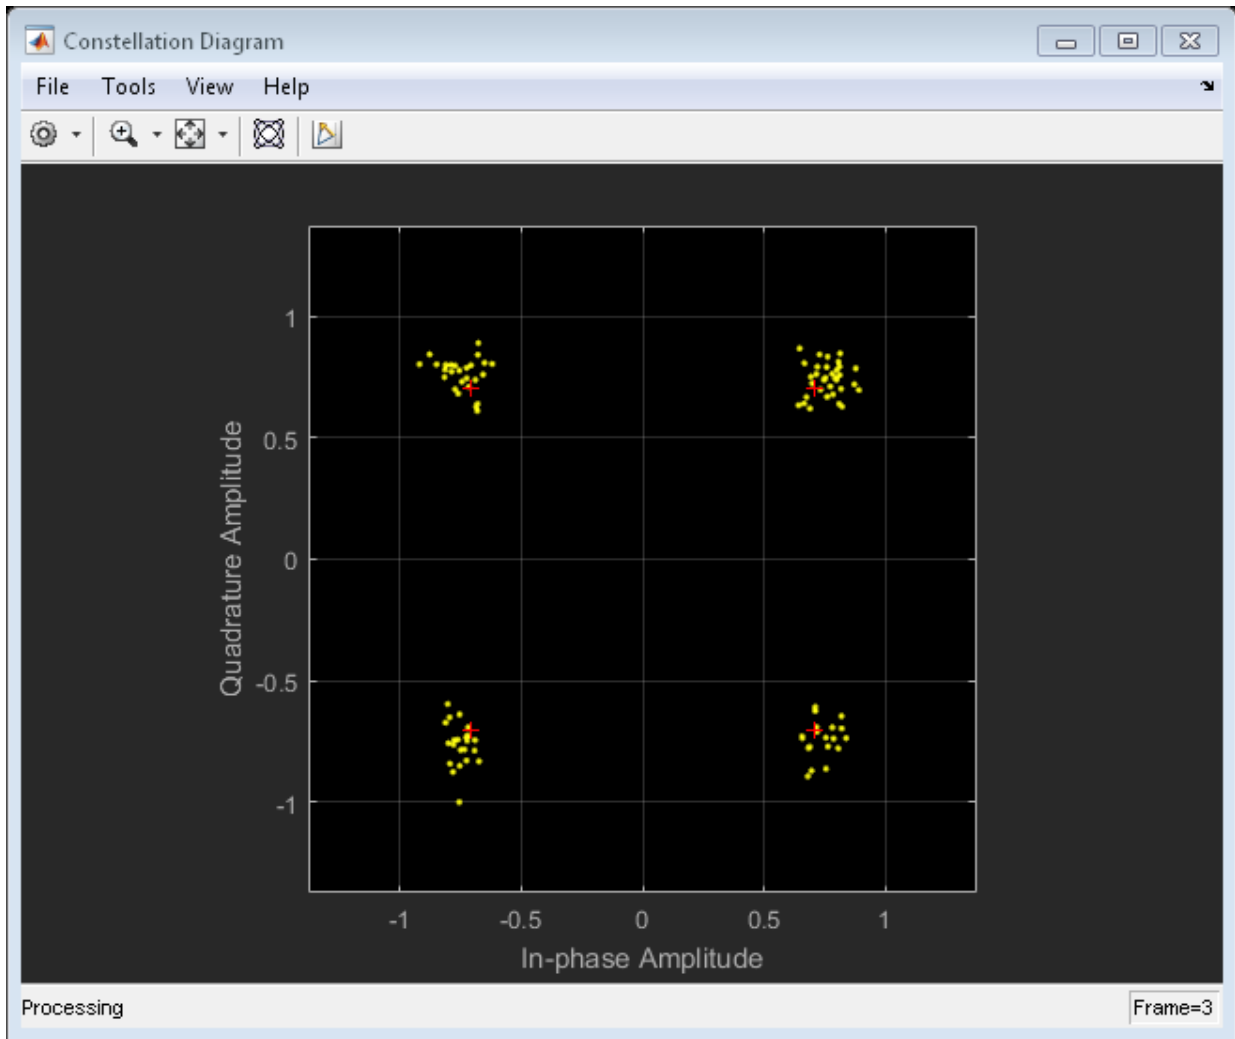 Constellation Diagram
File Tools View Help
1
0.5
0
-0.5
-1
Quadrature Amplitude
-1 -0.5 0 0.5 1
In-phase Amplitude
Processing Frame=3